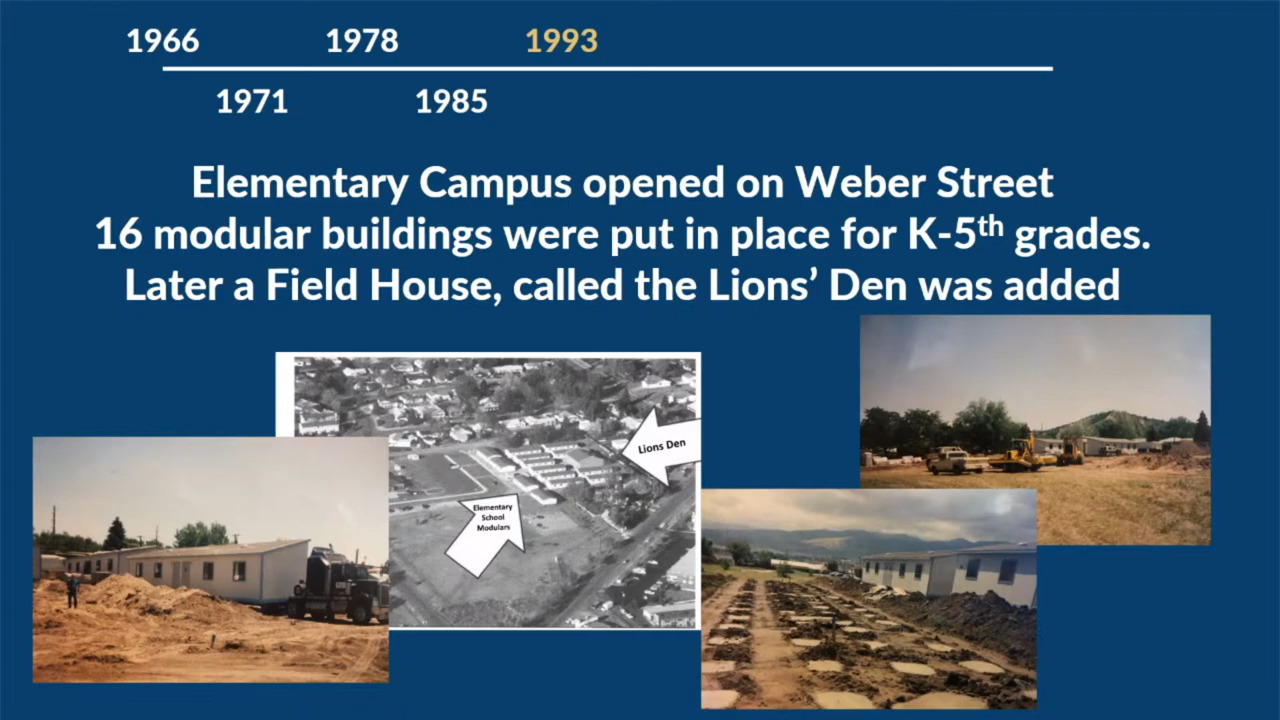 1966 1978 1993
1971 1985
Elementary Campus opened on Weber Street
16 modular buildings were put in place for K-5th grades.
Later a Field House, called the Lions’ Den was added
Lions Den
Elementary
School
Modulars